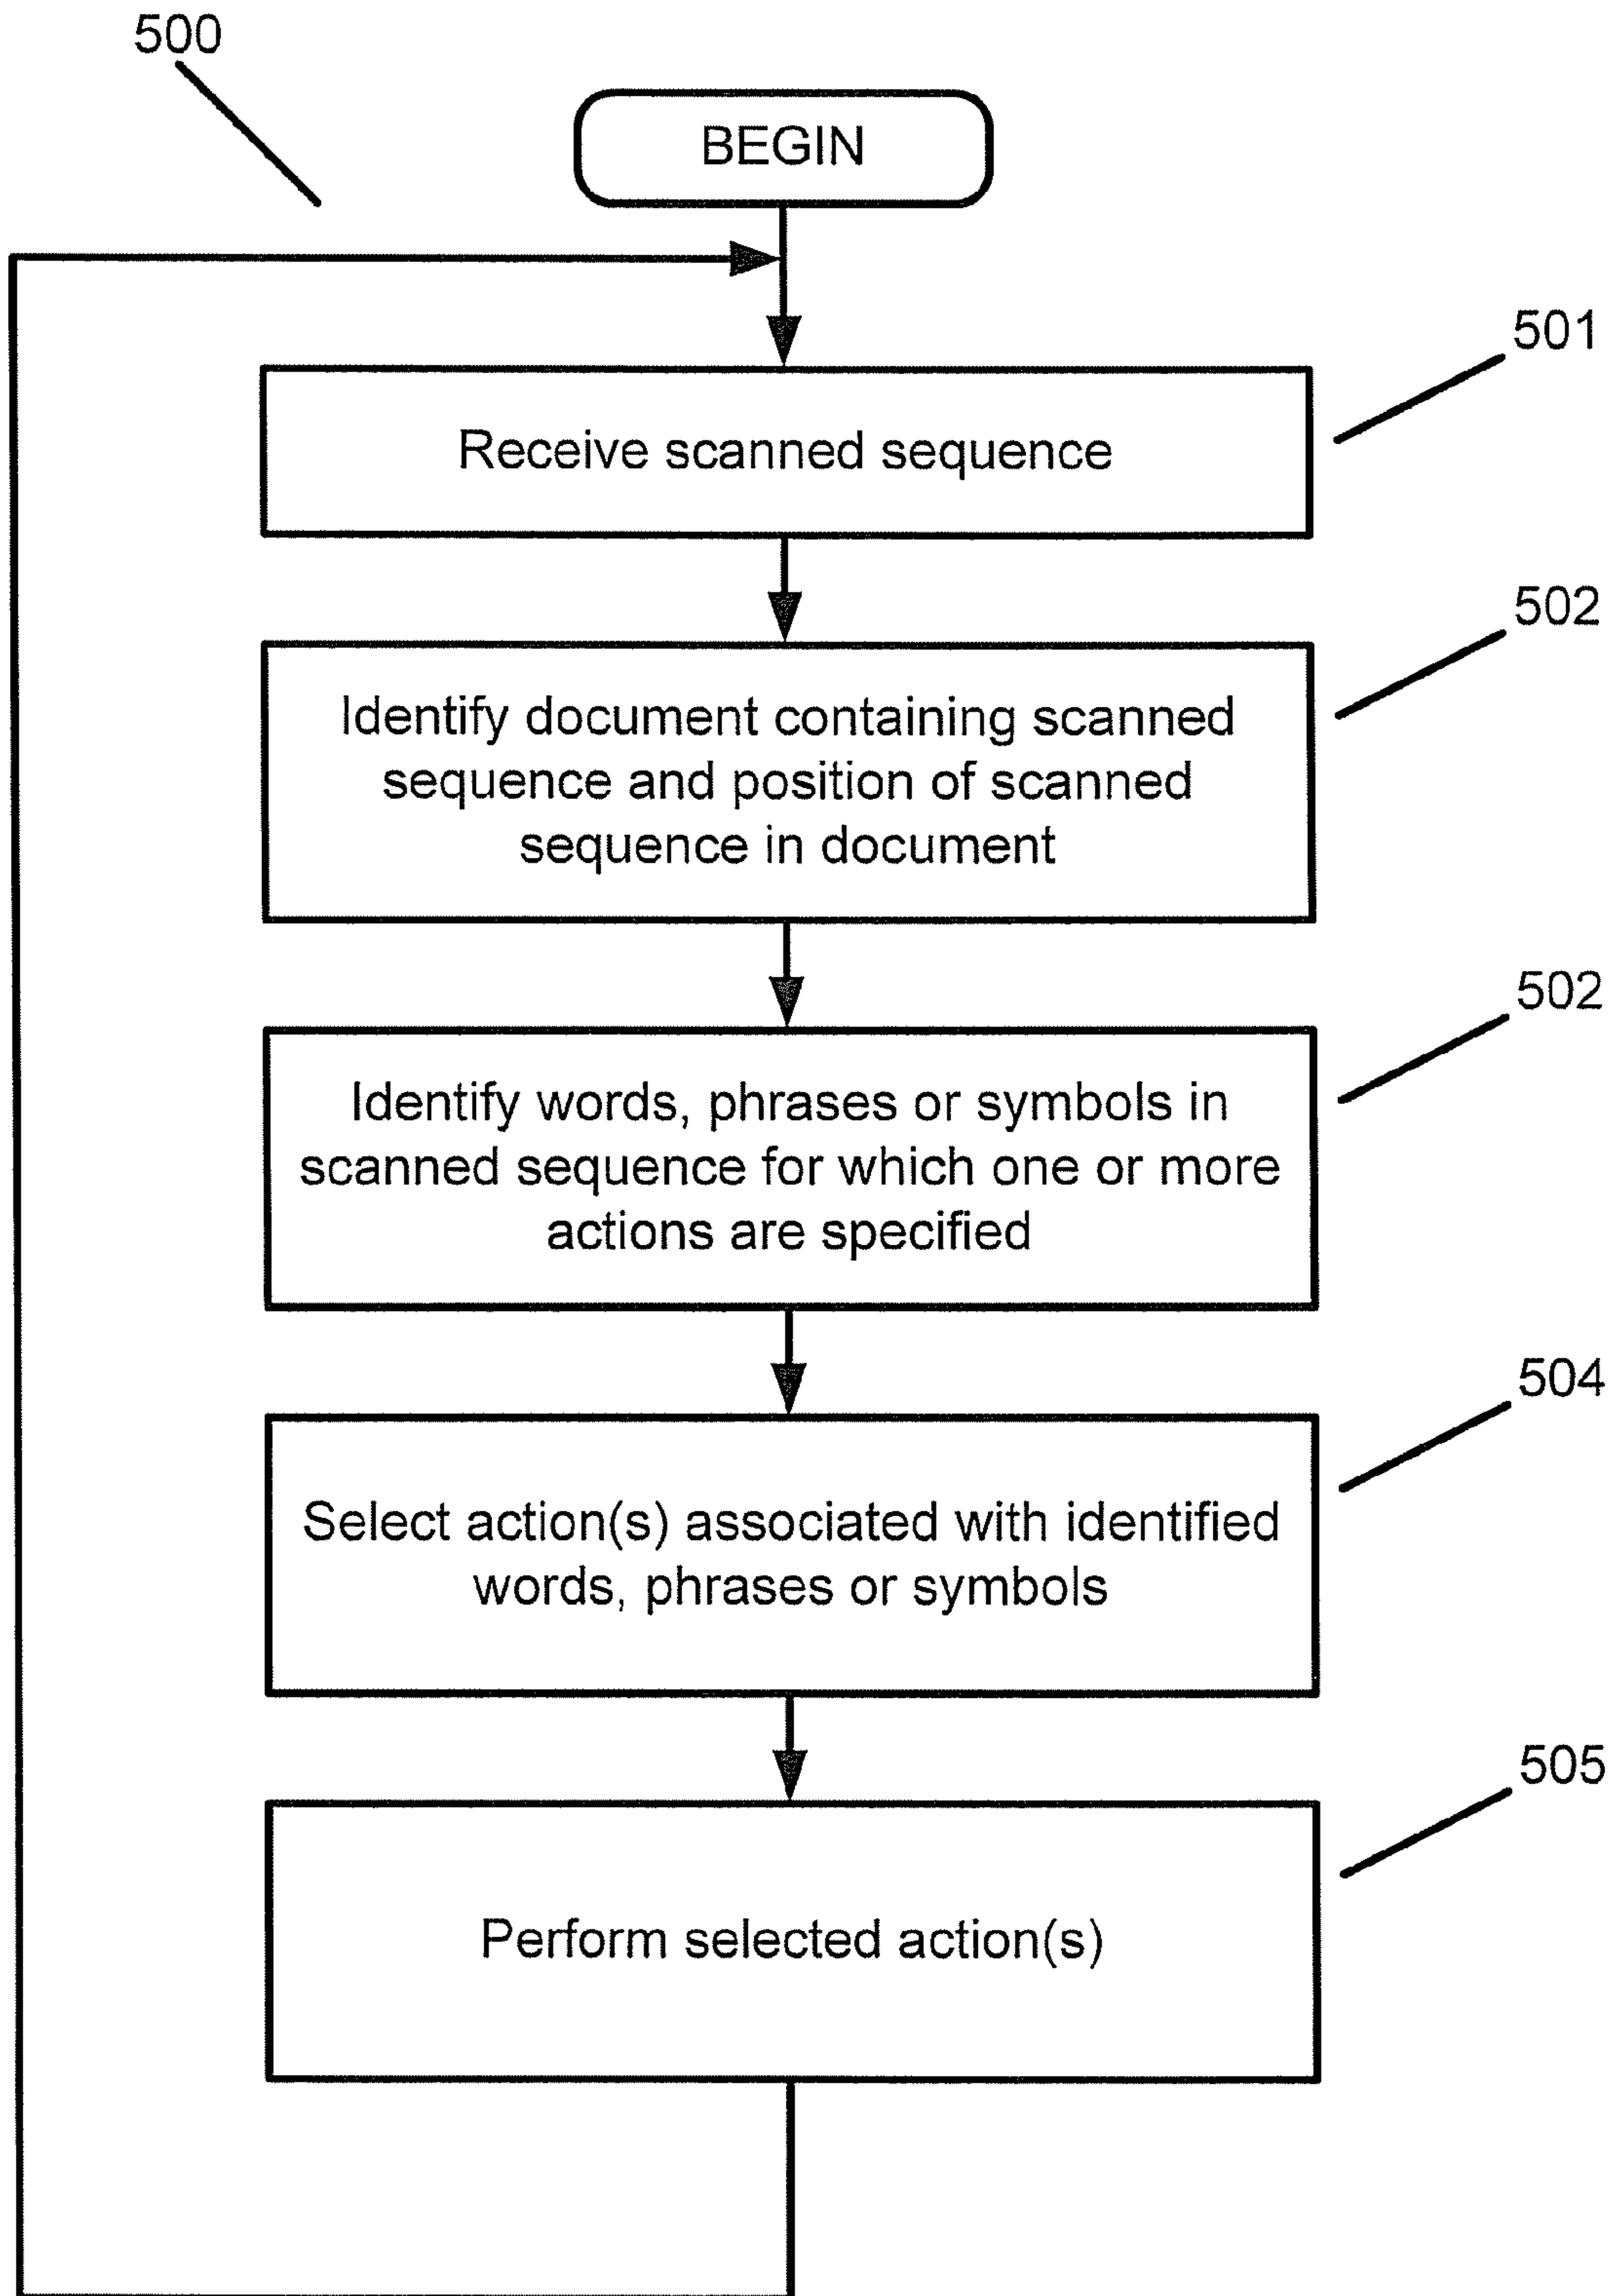 500
BEGIN
501
Receive scanned sequence
502
Identify document containing scanned
sequence and position of scanned
sequence in document
502
Identify words, phrases or symbols in
scanned sequence for which one or more
actions are specified
504
Select action(s) associated with identified
words, phrases or symbols
505
Perform selected action(s)